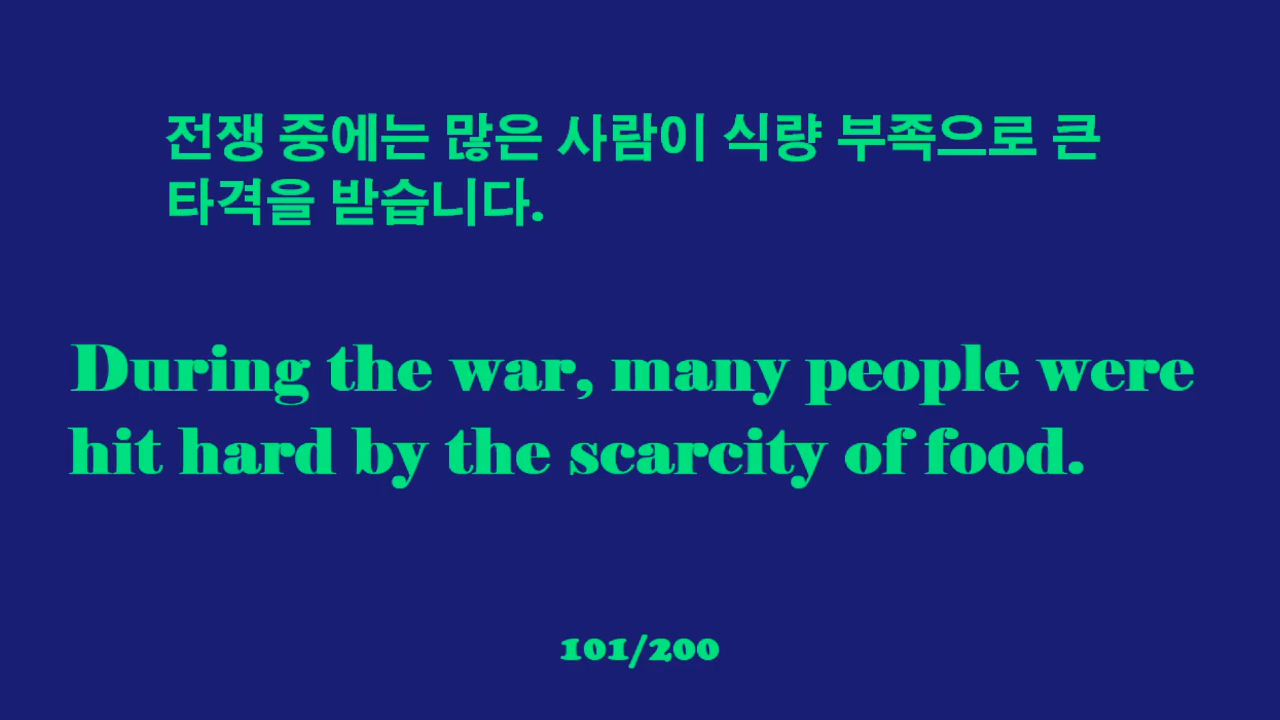 전쟁 중에는 많은 사람이 식량 부족으로 큰
타격을 받습니다.
During the war, many people were
hit hard by the scarcity of food.
101/200